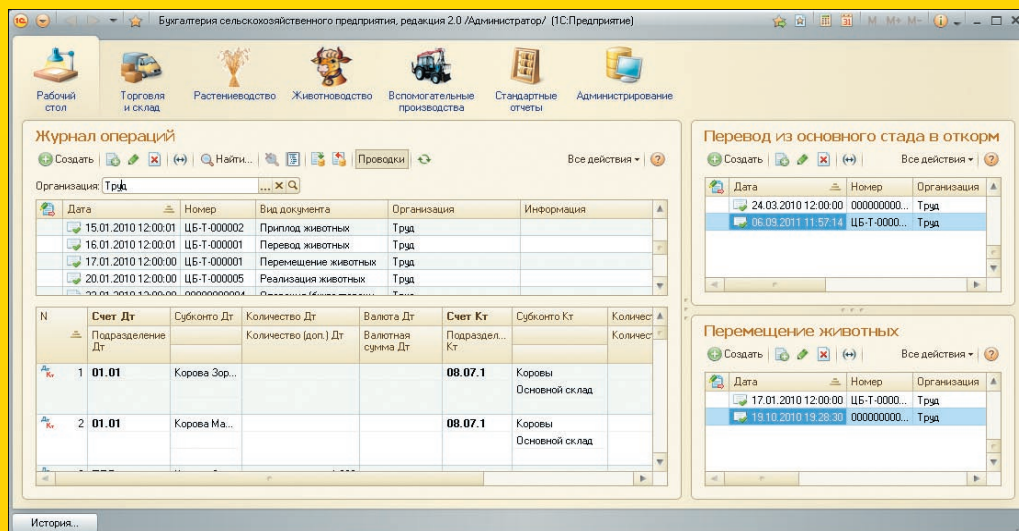 Бухгалтерия сельскохозяйственного предприятия, редакция 2.0 /Администратор/ (1С:Предприятие)
M M+ M-
Рабочий стол
Торговля и склад
Растениеводство
Животноводство
Вспомогательные производства
Стандартные отчеты
Администрирование
Журнал операций
Создать Найти... Проводки Все действия
Организация: Труд
Дата Номер Вид документа Организация Информация
15.01.2010 12:00:01 ЦБ-Т-000002 Приплод животных Труд
16.01.2010 12:00:01 ЦБ-Т-000001 Перевод животных Труд
17.01.2010 12:00:00 ЦБ-Т-000001 Перемещение животных Труд
20.01.2010 12:00:00 ЦБ-Т-000005 Реализация животных Труд
N Счет Дт Субконто Дт Количество Дт Валюта Дт Счет Кт Субконто Кт Количес
Подразделение Дт Количество (доп.) Дт Валютная сумма Дт Подраздел... Кт Количес
1 01.01 Корова Зор... 08.07.1 Коровы
Основной склад
2 01.01 Корова Ма... 08.07.1 Коровы
Основной склад
Перевод из основного стада в откорм
Создать Все действия
Дата Номер Организация
24.03.2010 12:00:00 000000000... Труд
06.09.2011 11:57:14 ЦБ-Т-0000... Труд
Перемещение животных
Создать Все действия
Дата Номер Организация
17.01.2010 12:00:00 ЦБ-Т-0000... Труд
19.10.2010 19:28:30 000000000... Труд
История...